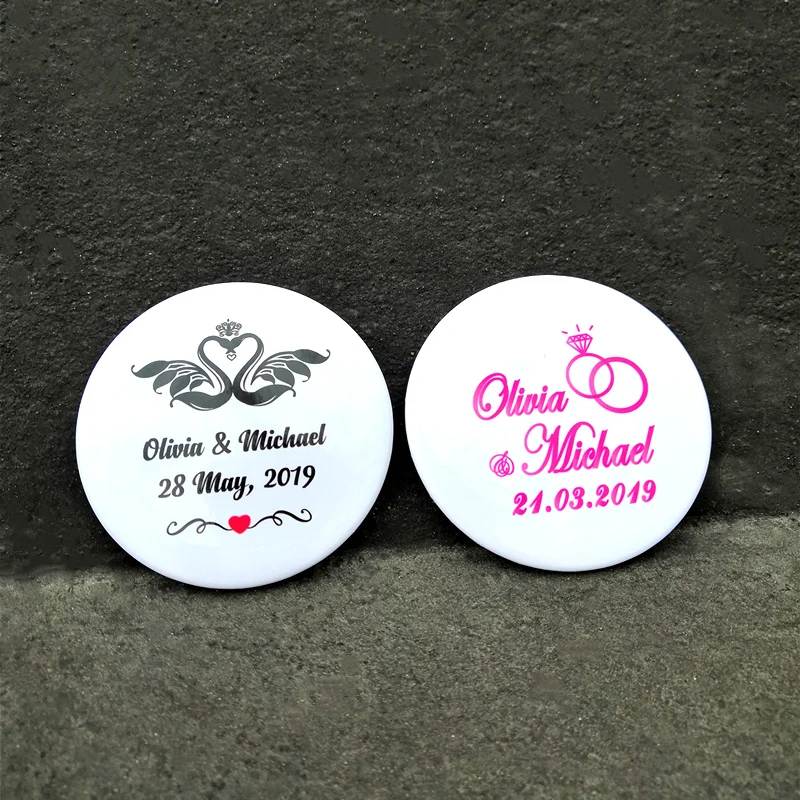 Olivia & Michael
28 May, 2019
Olivia
& Michael
21.03.2019